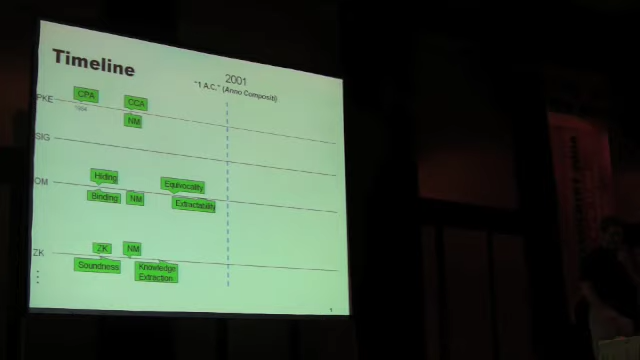 Timeline
2001
"1 A.C." (Anno Compositi)
PKE
CPA
CCA
NM
SIG
Hiding
Equivocality
OM
Binding
NM
Extractability
ZK
NM
ZK
Soundness
Knowledge
Extraction